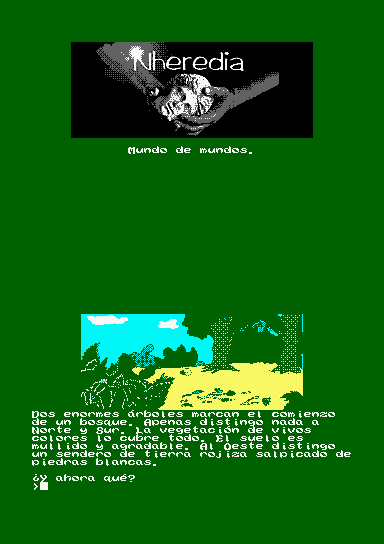 Nheredia
Mundo de mundos.
Dos enormes árboles marcan el comienzo
de un bosque. Apenas distingo nada a
Norte y Sur. La vegetación de vivos
colores lo cubre todo. El suelo es
mullido y agradable. Al Oeste distingo
un sendero de tierra rojiza salpicado de
piedras blancas.
¿Y ahora qué?
>